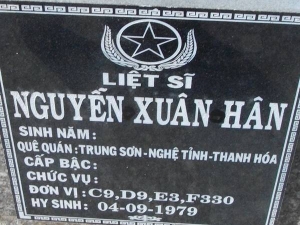 LIỆT SĨ
NGUYỄN XUÂN HÂN
SINH NĂM :
QUÊ QUÁN : TRUNG SƠN - NGHỆ TỈNH - THANH HÓA
CẤP BẬC :
CHỨC VỤ :
ĐƠN VỊ : C9, D9, E3, F330
HY SINH : 04-09-1979